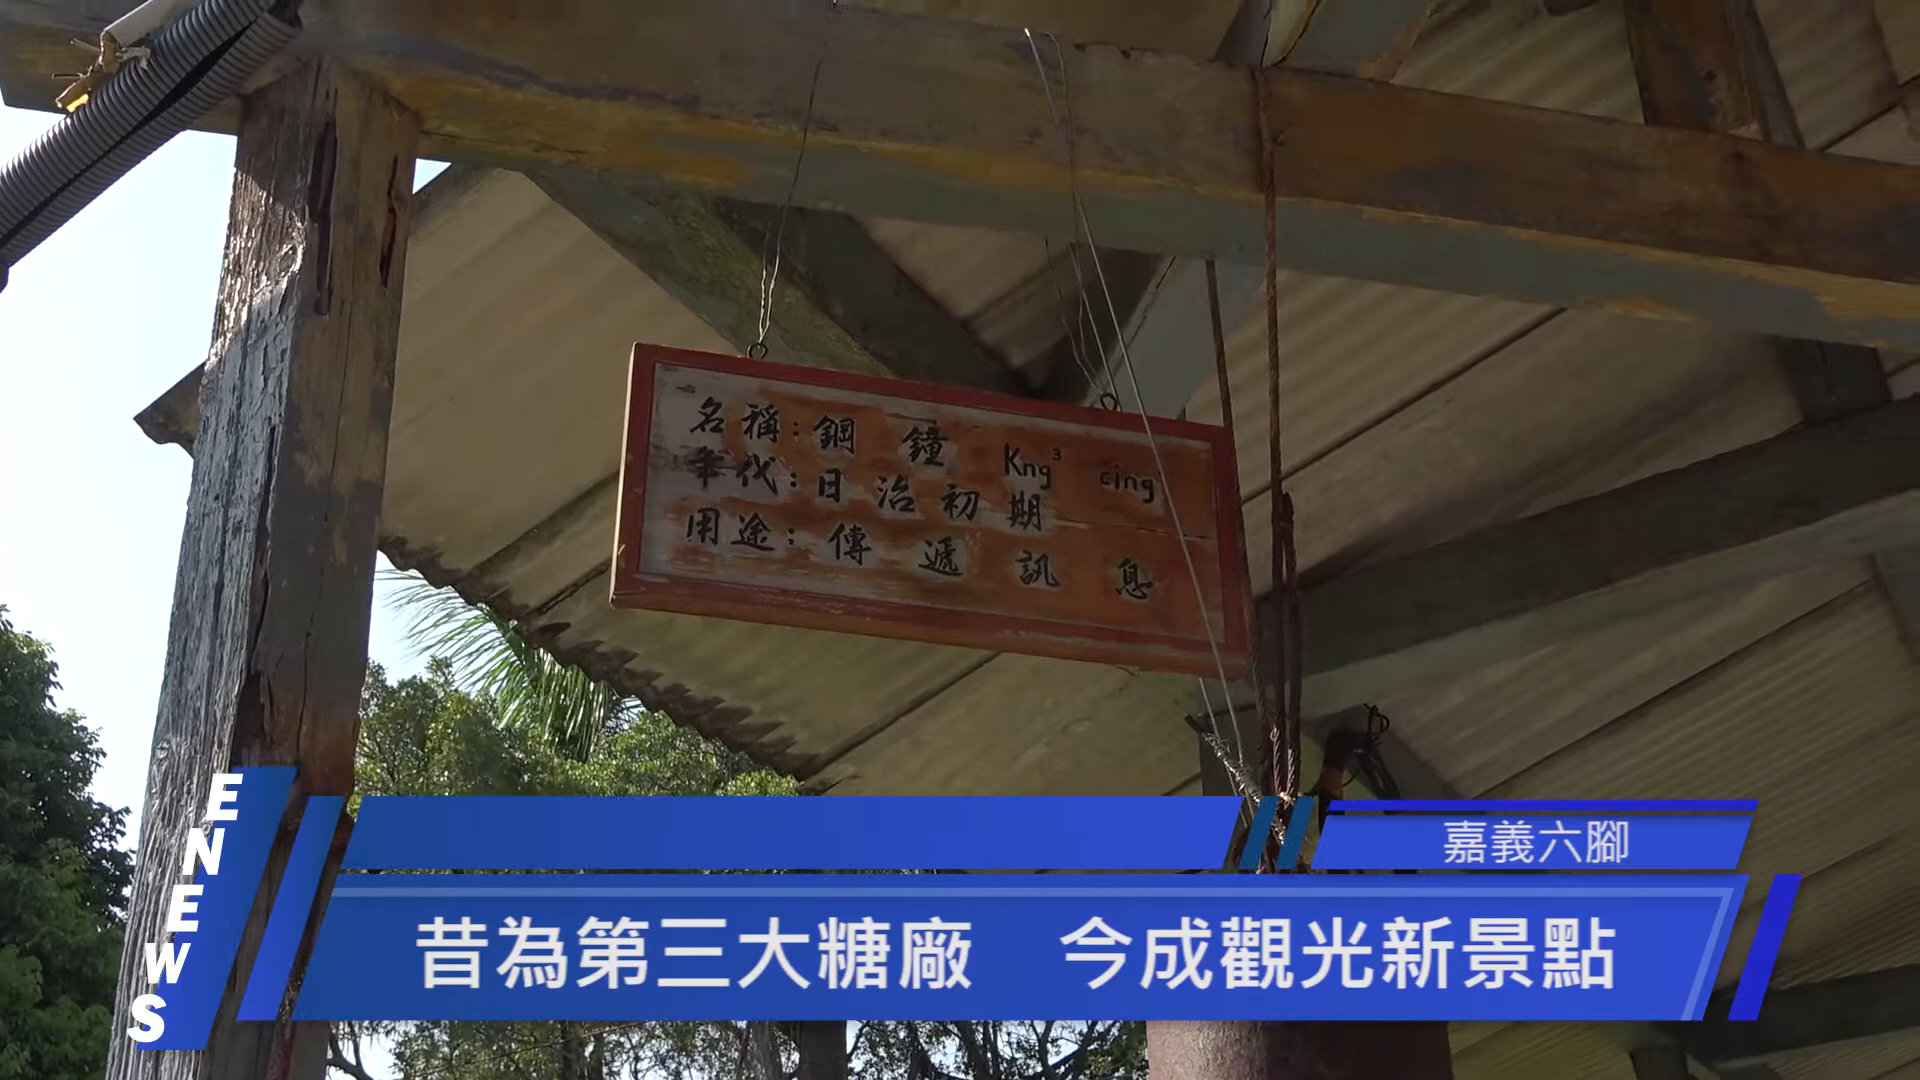 名稱:鋼 鐘 Kng³ cing
年代:日治初期
用途:傳遞訊息
ENEWS
嘉義六腳
昔為第三大糖廠 今成觀光新景點